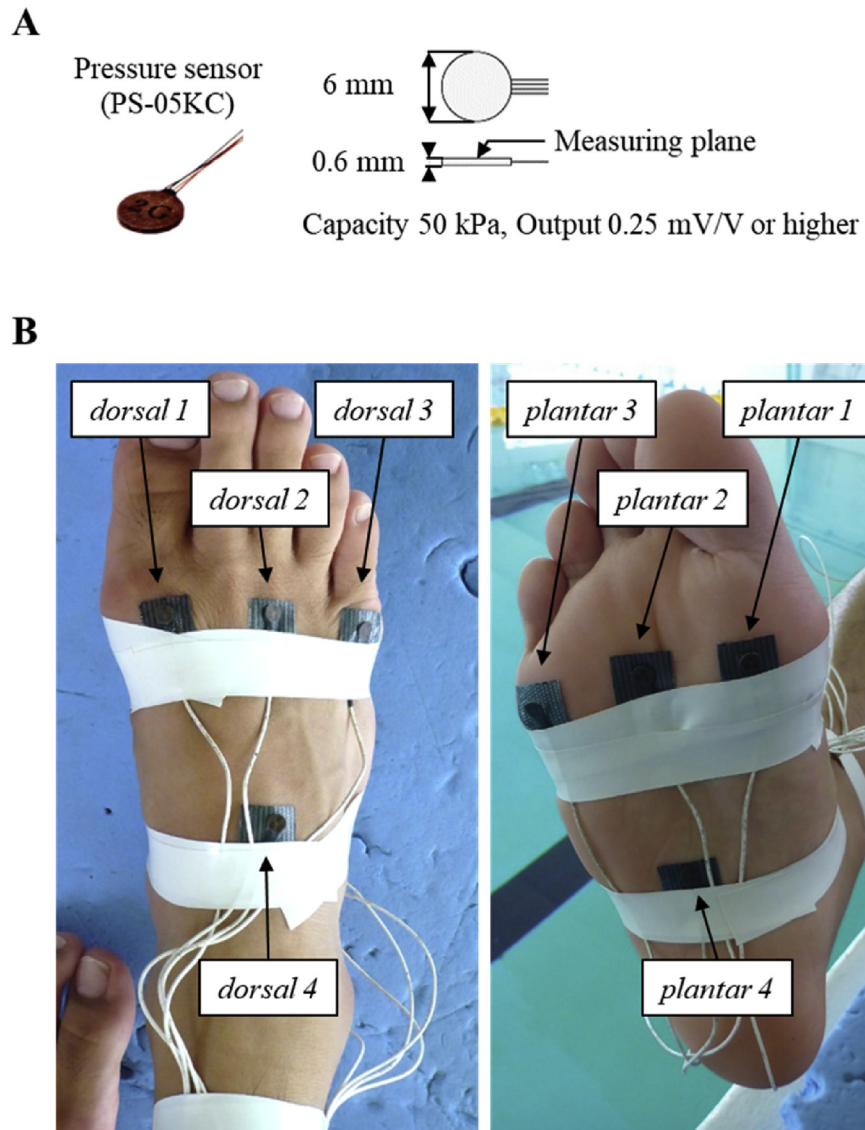 A
Pressure sensor
(PS-05KC)
2G
6 mm
0.6 mm
Measuring plane
Capacity 50 kPa, Output 0.25 mV/V or higher
B
dorsal 1
dorsal 3
dorsal 2
dorsal 4
plantar 3
plantar 1
plantar 2
plantar 4